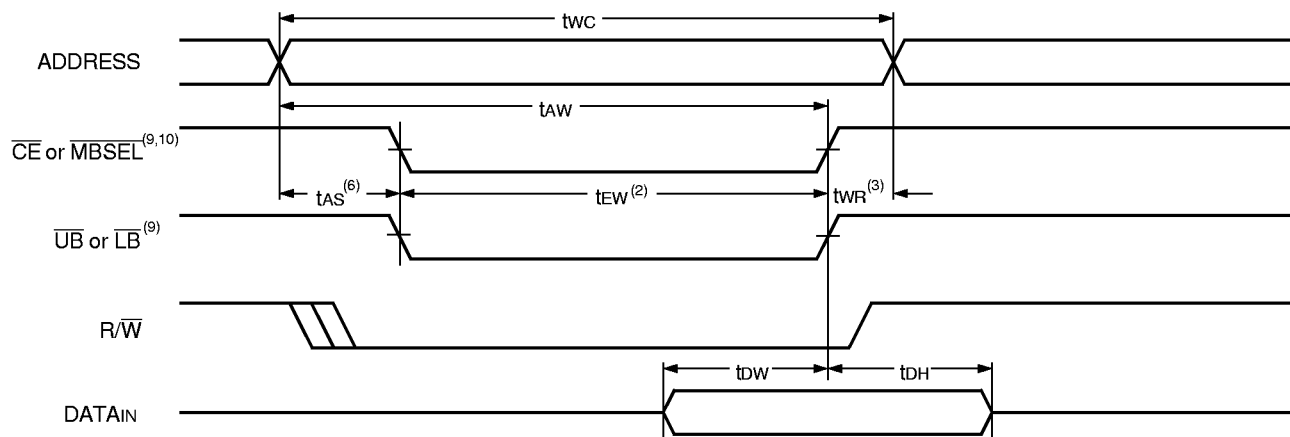 tWC
ADDRESS
tAW
CE or MBSEL(9,10)
tAS(6)
tEW(2)
tWR(3)
UB or LB(9)
R/W
tDW
tDH
DATAIN